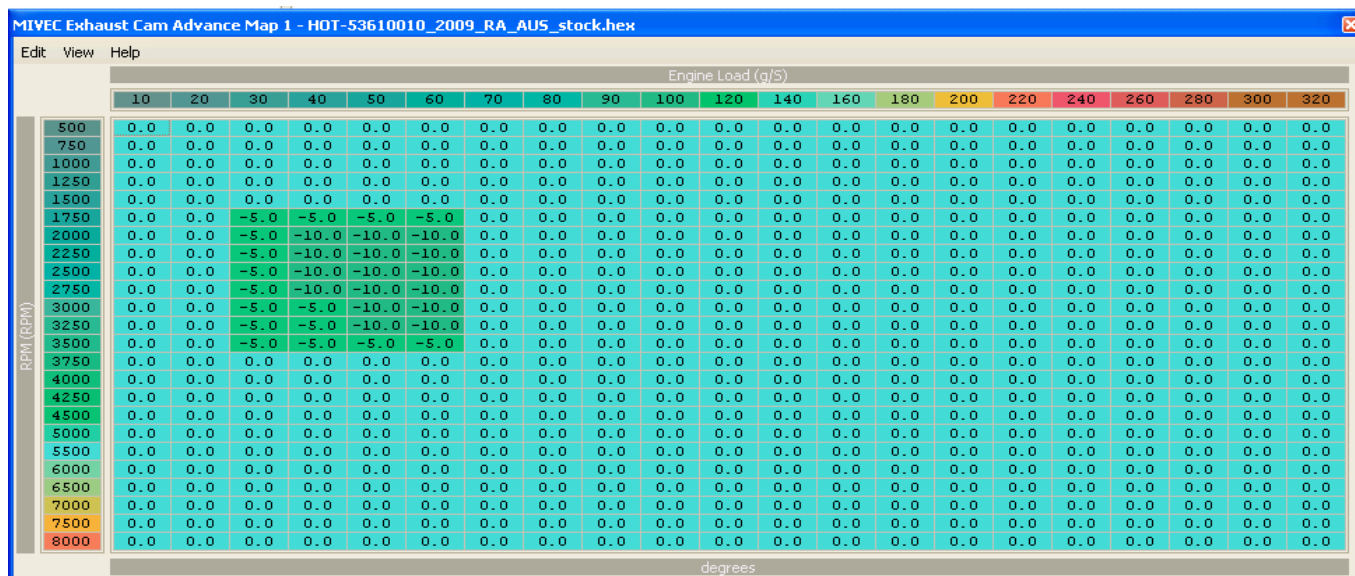 MIVEC Exhaust Cam Advance Map 1 - HOT-53610010_2009_RA_AUS_stock.hex
Edit View Help
Engine Load (g/S)
10 20 30 40 50 60 70 80 90 100 120 140 160 180 200 220 240 260 280 300 320
RPM (RPM)
500 0.0 0.0 0.0 0.0 0.0 0.0 0.0 0.0 0.0 0.0 0.0 0.0 0.0 0.0 0.0 0.0 0.0 0.0 0.0 0.0 0.0
750 0.0 0.0 0.0 0.0 0.0 0.0 0.0 0.0 0.0 0.0 0.0 0.0 0.0 0.0 0.0 0.0 0.0 0.0 0.0 0.0 0.0
1000 0.0 0.0 0.0 0.0 0.0 0.0 0.0 0.0 0.0 0.0 0.0 0.0 0.0 0.0 0.0 0.0 0.0 0.0 0.0 0.0 0.0
1250 0.0 0.0 0.0 0.0 0.0 0.0 0.0 0.0 0.0 0.0 0.0 0.0 0.0 0.0 0.0 0.0 0.0 0.0 0.0 0.0 0.0
1500 0.0 0.0 0.0 0.0 0.0 0.0 0.0 0.0 0.0 0.0 0.0 0.0 0.0 0.0 0.0 0.0 0.0 0.0 0.0 0.0 0.0
1750 0.0 0.0 -5.0 -5.0 -5.0 -5.0 0.0 0.0 0.0 0.0 0.0 0.0 0.0 0.0 0.0 0.0 0.0 0.0 0.0 0.0 0.0
2000 0.0 0.0 -5.0 -10.0 -10.0 -10.0 0.0 0.0 0.0 0.0 0.0 0.0 0.0 0.0 0.0 0.0 0.0 0.0 0.0 0.0 0.0
2250 0.0 0.0 -5.0 -10.0 -10.0 -10.0 0.0 0.0 0.0 0.0 0.0 0.0 0.0 0.0 0.0 0.0 0.0 0.0 0.0 0.0 0.0
2500 0.0 0.0 -5.0 -10.0 -10.0 -10.0 0.0 0.0 0.0 0.0 0.0 0.0 0.0 0.0 0.0 0.0 0.0 0.0 0.0 0.0 0.0
2750 0.0 0.0 -5.0 -10.0 -10.0 -10.0 0.0 0.0 0.0 0.0 0.0 0.0 0.0 0.0 0.0 0.0 0.0 0.0 0.0 0.0 0.0
3000 0.0 0.0 -5.0 -5.0 -10.0 -10.0 0.0 0.0 0.0 0.0 0.0 0.0 0.0 0.0 0.0 0.0 0.0 0.0 0.0 0.0 0.0
3250 0.0 0.0 -5.0 -5.0 -10.0 -10.0 0.0 0.0 0.0 0.0 0.0 0.0 0.0 0.0 0.0 0.0 0.0 0.0 0.0 0.0 0.0
3500 0.0 0.0 -5.0 -5.0 -5.0 -5.0 0.0 0.0 0.0 0.0 0.0 0.0 0.0 0.0 0.0 0.0 0.0 0.0 0.0 0.0 0.0
3750 0.0 0.0 0.0 0.0 0.0 0.0 0.0 0.0 0.0 0.0 0.0 0.0 0.0 0.0 0.0 0.0 0.0 0.0 0.0 0.0 0.0
4000 0.0 0.0 0.0 0.0 0.0 0.0 0.0 0.0 0.0 0.0 0.0 0.0 0.0 0.0 0.0 0.0 0.0 0.0 0.0 0.0 0.0
4250 0.0 0.0 0.0 0.0 0.0 0.0 0.0 0.0 0.0 0.0 0.0 0.0 0.0 0.0 0.0 0.0 0.0 0.0 0.0 0.0 0.0
4500 0.0 0.0 0.0 0.0 0.0 0.0 0.0 0.0 0.0 0.0 0.0 0.0 0.0 0.0 0.0 0.0 0.0 0.0 0.0 0.0 0.0
5000 0.0 0.0 0.0 0.0 0.0 0.0 0.0 0.0 0.0 0.0 0.0 0.0 0.0 0.0 0.0 0.0 0.0 0.0 0.0 0.0 0.0
5500 0.0 0.0 0.0 0.0 0.0 0.0 0.0 0.0 0.0 0.0 0.0 0.0 0.0 0.0 0.0 0.0 0.0 0.0 0.0 0.0 0.0
6000 0.0 0.0 0.0 0.0 0.0 0.0 0.0 0.0 0.0 0.0 0.0 0.0 0.0 0.0 0.0 0.0 0.0 0.0 0.0 0.0 0.0
6500 0.0 0.0 0.0 0.0 0.0 0.0 0.0 0.0 0.0 0.0 0.0 0.0 0.0 0.0 0.0 0.0 0.0 0.0 0.0 0.0 0.0
7000 0.0 0.0 0.0 0.0 0.0 0.0 0.0 0.0 0.0 0.0 0.0 0.0 0.0 0.0 0.0 0.0 0.0 0.0 0.0 0.0 0.0
7500 0.0 0.0 0.0 0.0 0.0 0.0 0.0 0.0 0.0 0.0 0.0 0.0 0.0 0.0 0.0 0.0 0.0 0.0 0.0 0.0 0.0
8000 0.0 0.0 0.0 0.0 0.0 0.0 0.0 0.0 0.0 0.0 0.0 0.0 0.0 0.0 0.0 0.0 0.0 0.0 0.0 0.0 0.0
degrees